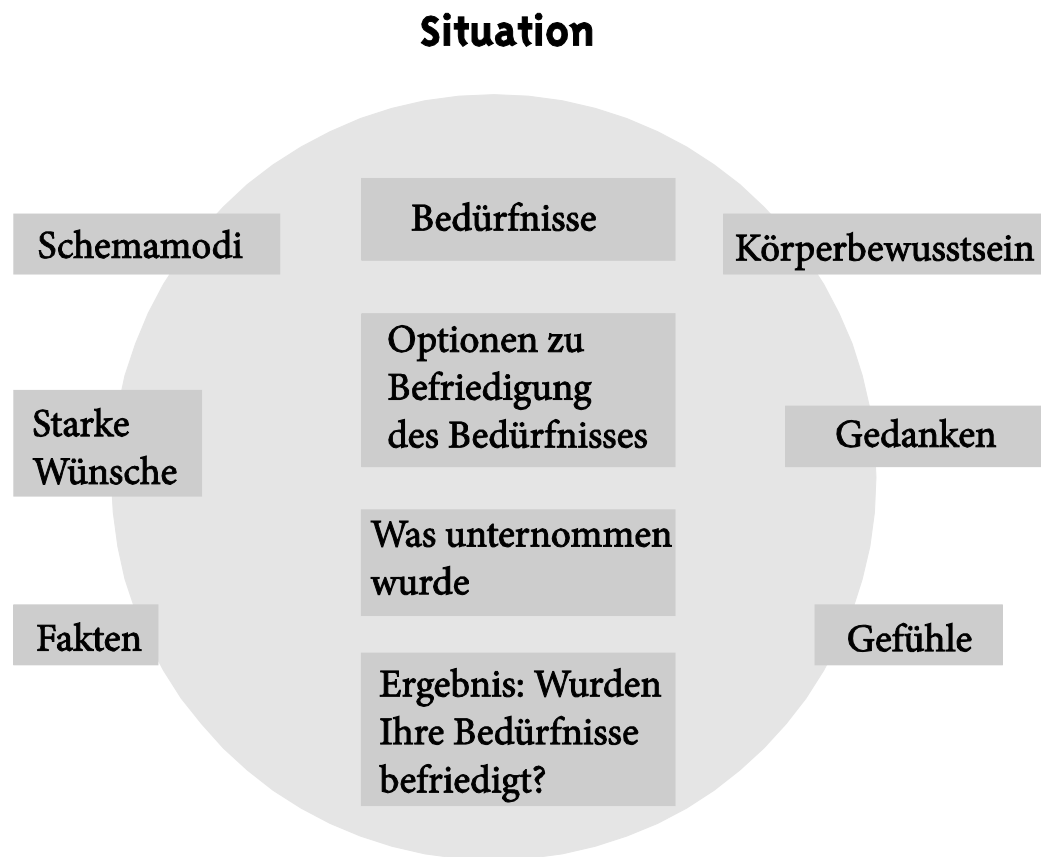 Situation
Bedürfnisse
Schemamodi
Körperbewusstsein
Optionen zu
Befriedigung
des Bedürfnisses
Starke
Wünsche
Gedanken
Was unternommen
wurde
Fakten
Gefühle
Ergebnis: Wurden
Ihre Bedürfnisse
befriedigt?